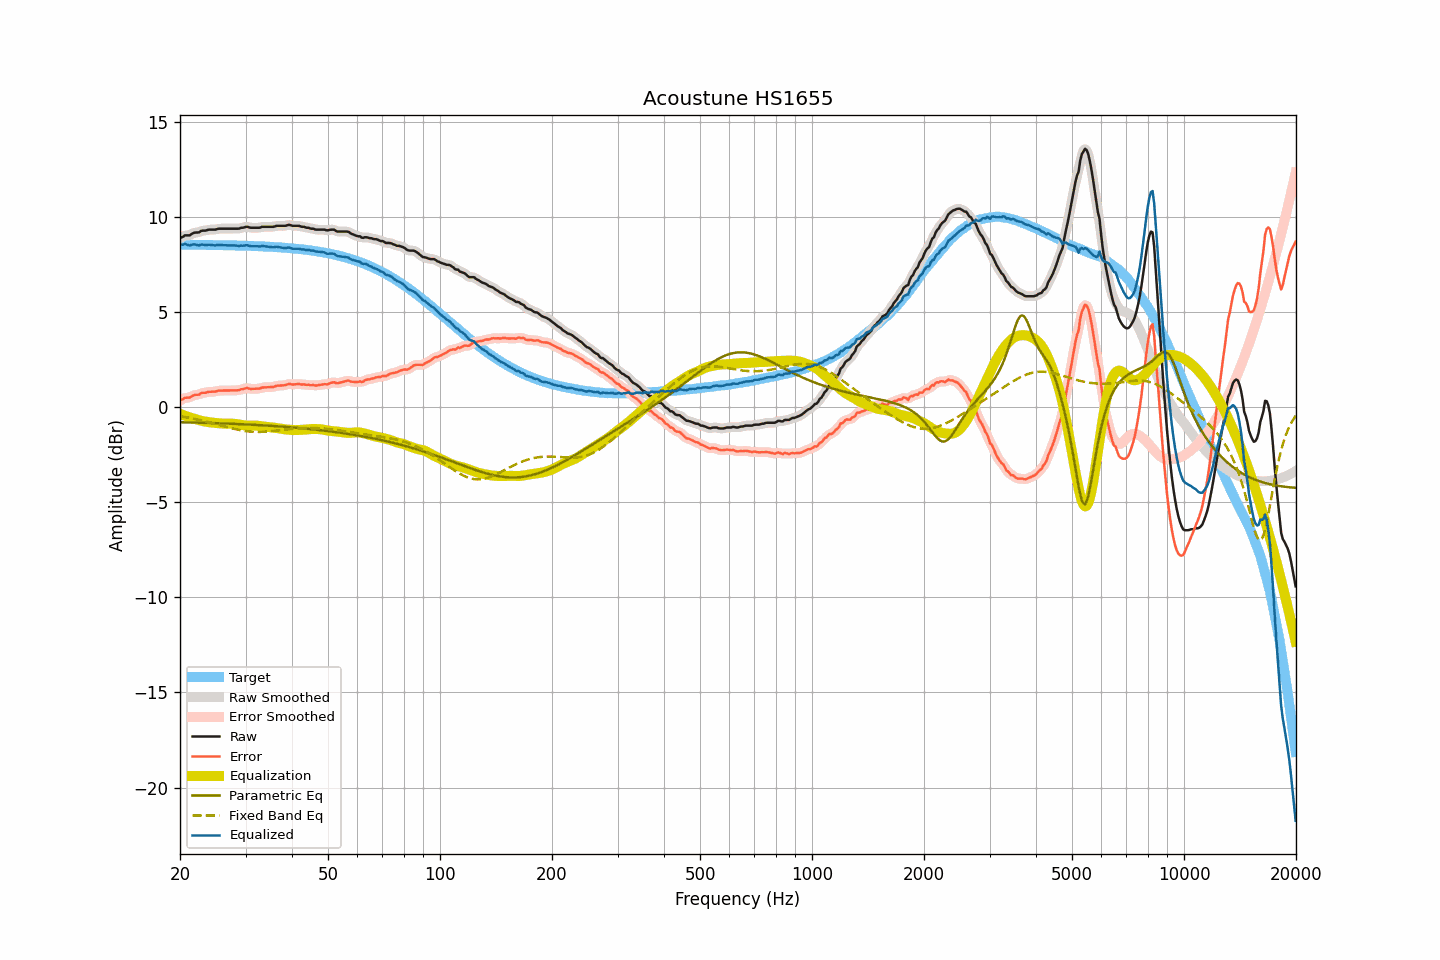 Acoustune HS1655
15
10
5
0
−5
−10
−15
−20
Amplitude (dBr)
Target
Raw Smoothed
Error Smoothed
Raw
Error
Equalization
Parametric Eq
Fixed Band Eq
Equalized
20 50 100 200 500 1000 2000 5000 10000 20000
Frequency (Hz)